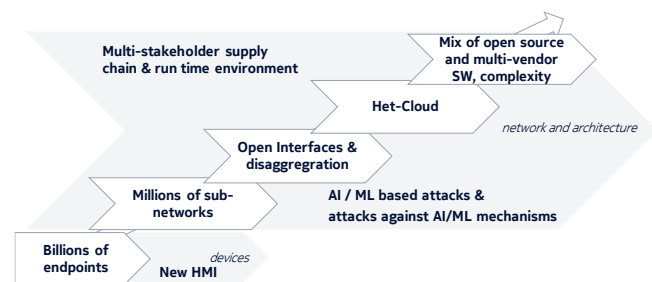 Multi-stakeholder supply
chain & run time environment
Mix of open source
and multi-vendor
SW, complexity
Het-Cloud
network and architecture
Open Interfaces &
disaggregration
Millions of sub-
networks
AI / ML based attacks &
attacks against AI/ML mechanisms
Billions of
endpoints
devices
New HMI